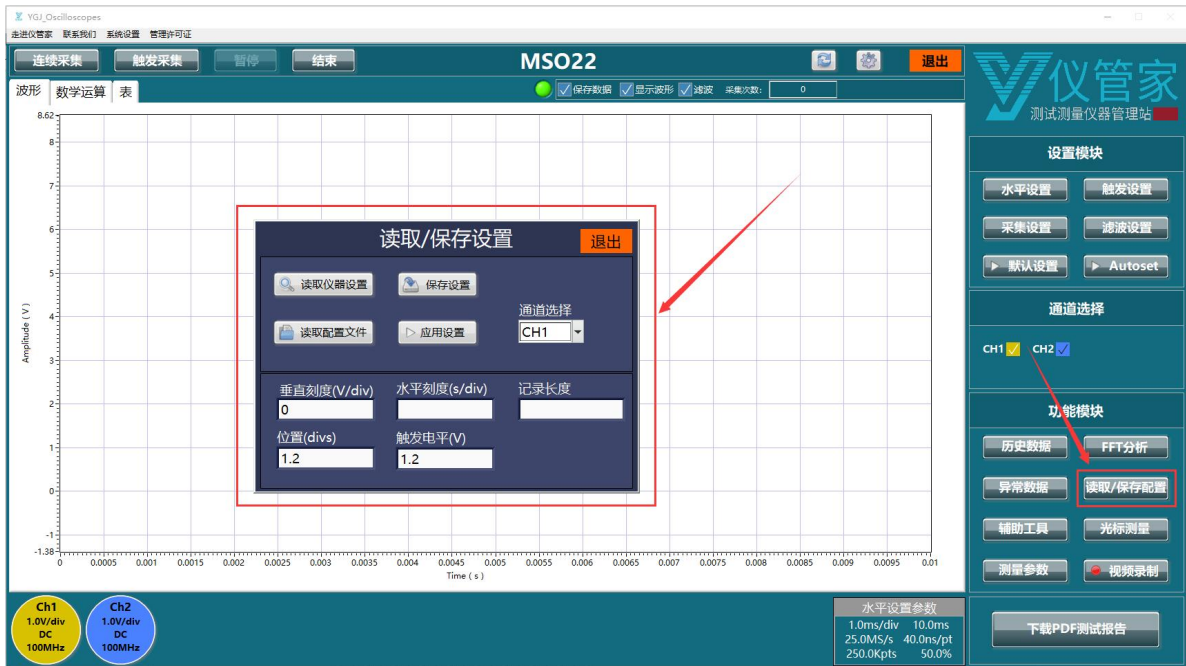 YGJ_Oscilloscopes
走进仪管家 联系我们 系统设置 管理许可证
连续采集 触发采集 暂停 结束 MSO22 退出
波形 数学运算 表 保存数据 显示波形 滤波 采集次数: 0
仪管家
测试测量仪器管理站
设置模块
水平设置 触发设置
采集设置 滤波设置
默认设置 Autoset
通道选择
CH1 CH2
功能模块
历史数据 FFT分析
异常数据 读取/保存配置
辅助工具 光标测量
测量参数 视频录制
下载PDF测试报告
Amplitude ( V )
8.62
8
7
6
5
4
3
2
1
0
-1
-1.38
0 0.0005 0.001 0.0015 0.002 0.0025 0.003 0.0035 0.004 0.0045 0.005 0.0055 0.006 0.0065 0.007 0.0075 0.008 0.0085 0.009 0.0095 0.01
Time ( s )
读取/保存设置 退出
读取仪器设置 保存设置
通道选择
读取配置文件 应用设置 CH1
垂直刻度(V/div) 水平刻度(s/div) 记录长度
0
位置(divs) 触发电平(V)
1.2 1.2
Ch1
1.0V/div
DC
100MHz
Ch2
1.0V/div
DC
100MHz
水平设置参数
1.0ms/div 10.0ms
25.0MS/s 40.0ns/pt
250.0Kpts 50.0%